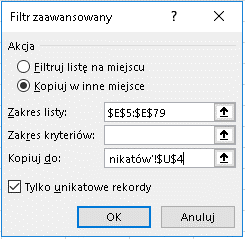 Filtr zaawansowany
Akcja
Filtruj listę na miejscu
Kopiuj w inne miejsce
Zakres listy: $E$5:$E$79
Zakres kryteriów:
Kopiuj do: nikatów'!$U$4
Tylko unikatowe rekordy
OK Anuluj